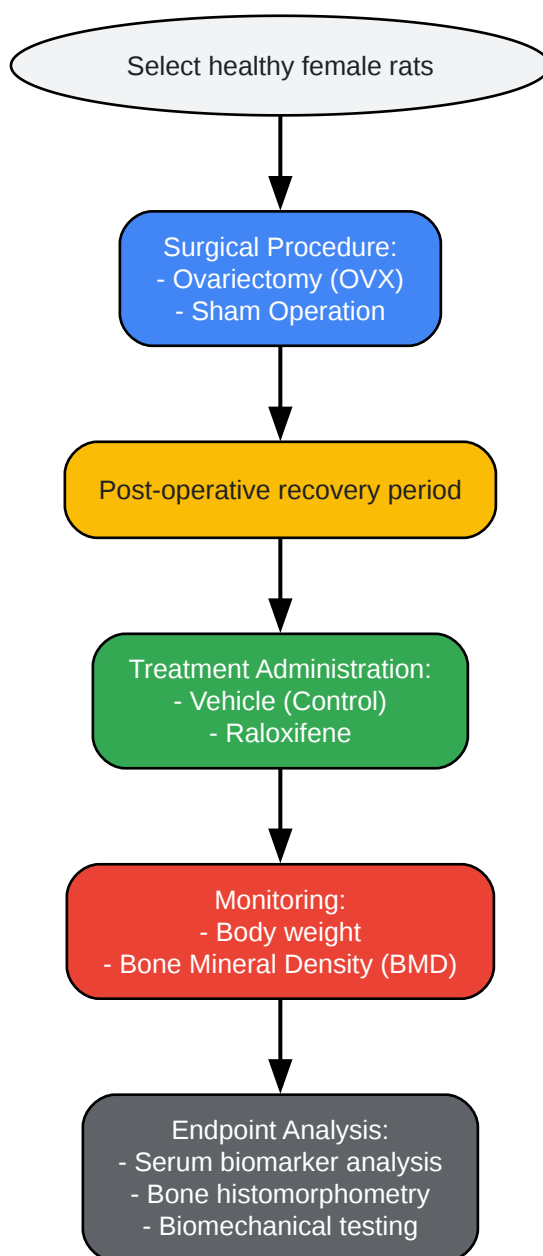 Select healthy female rats
Surgical Procedure:
- Ovariectomy (OVX)
- Sham Operation
Post-operative recovery period
Treatment Administration:
- Vehicle (Control)
- Raloxifene
Monitoring:
- Body weight
- Bone Mineral Density (BMD)
Endpoint Analysis:
- Serum biomarker analysis
- Bone histomorphometry
- Biomechanical testing